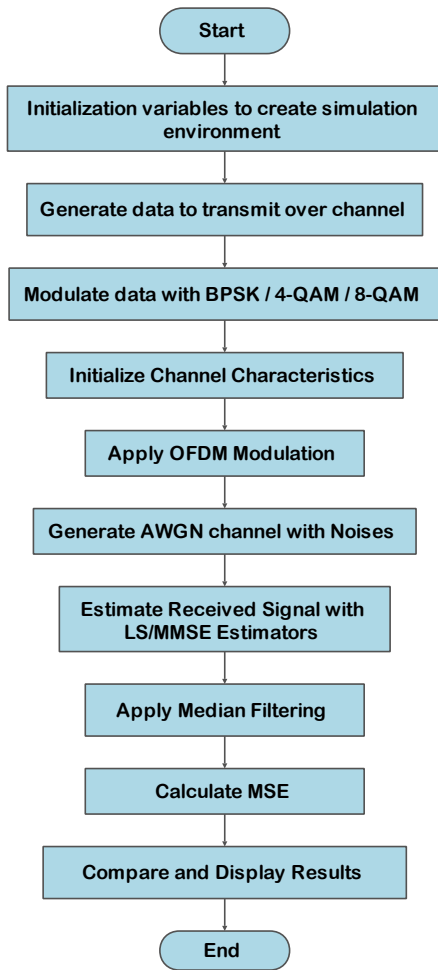 Start
Initialization variables to create simulation
environment
Generate data to transmit over channel
Modulate data with BPSK / 4-QAM / 8-QAM
Initialize Channel Characteristics
Apply OFDM Modulation
Generate AWGN channel with Noises
Estimate Received Signal with
LS/MMSE Estimators
Apply Median Filtering
Calculate MSE
Compare and Display Results
End